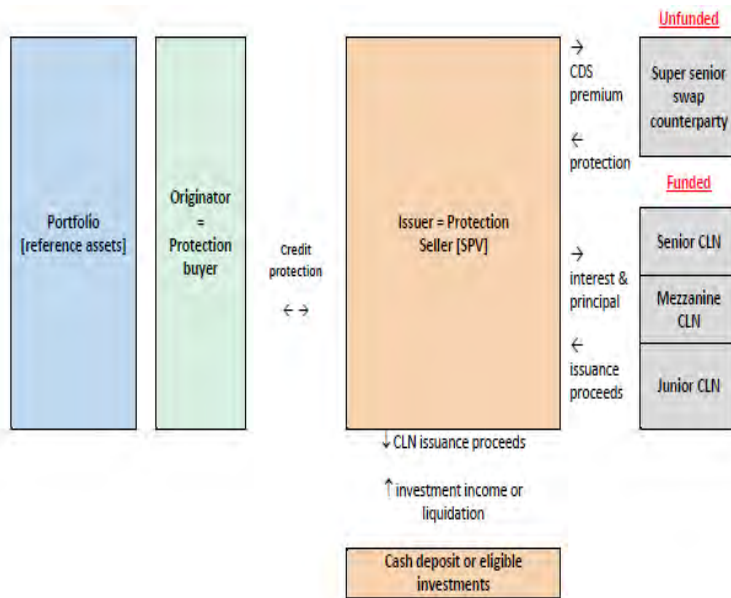 Portfolio
[reference assets]
Originator
=
Protection
buyer
Credit
protection
← →
Issuer = Protection
Seller [SPV]
→
CDS
premium
←
protection
→
interest &
principal
←
issuance
proceeds
Unfunded
Super senior
swap
counterparty
Funded
Senior CLN
Mezzanine
CLN
Junior CLN
↓ CLN issuance proceeds
↑ investment income or
liquidation
Cash deposit or eligible
investments